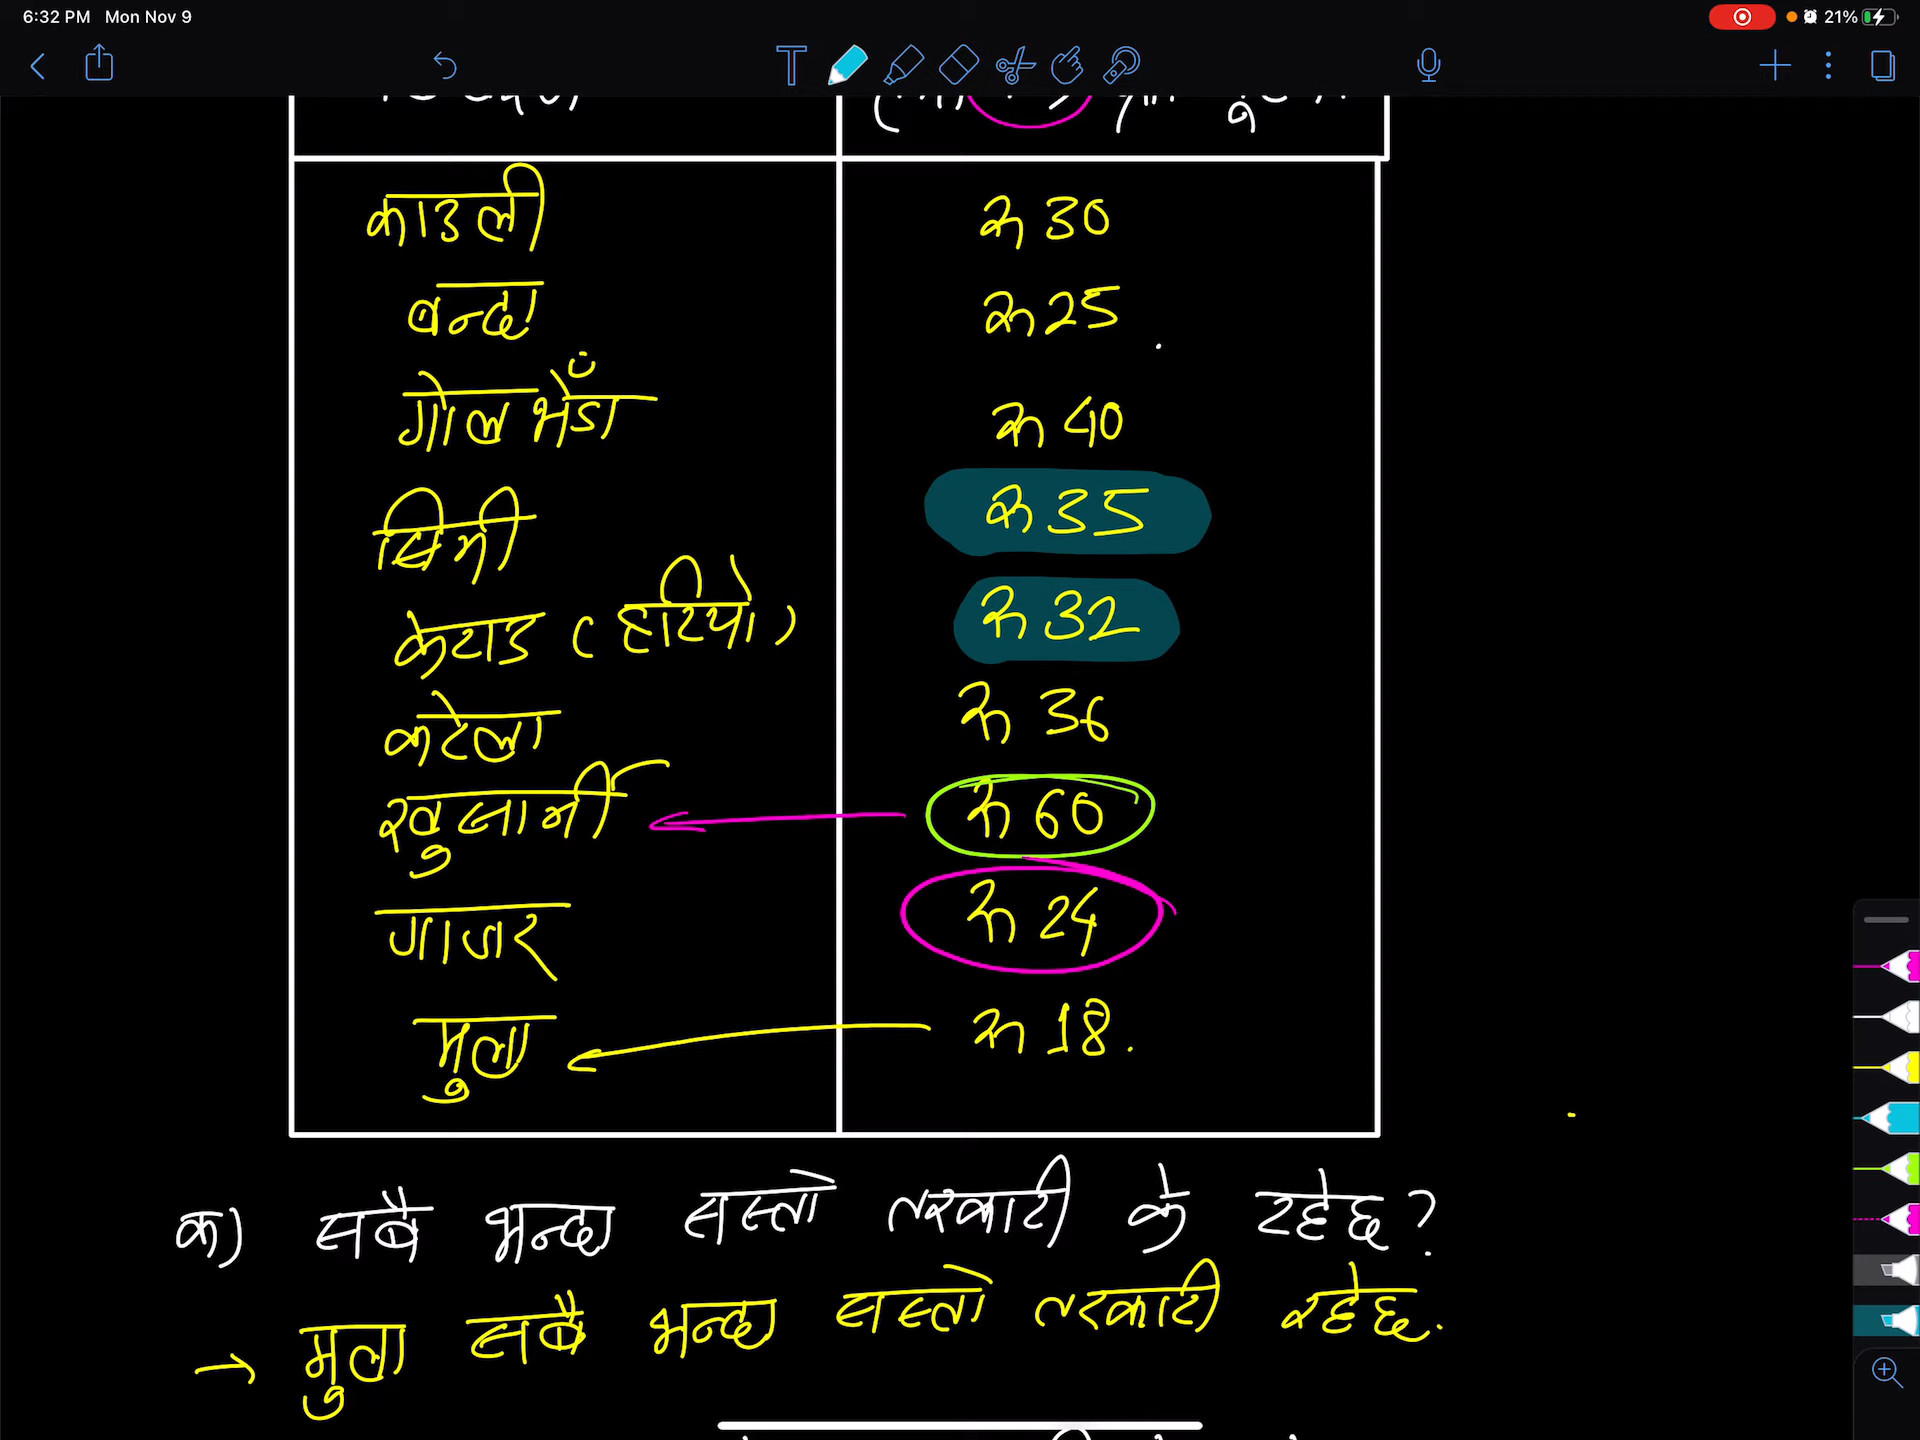 6:32 PM Mon Nov 9
21%
काउली रू 30
बन्दा रू 25
गोलभेँडा रू 40
सिमी रू 35
केराउ (हरियो) रू 32
करेला रू 36
खुर्सानी रू 60
गाजर रू 24
मुला रू 18.
क) सबै भन्दा सस्तो तरकारी के रहेछ?
→ मुला सबै भन्दा सस्तो तरकारी रहेछ.